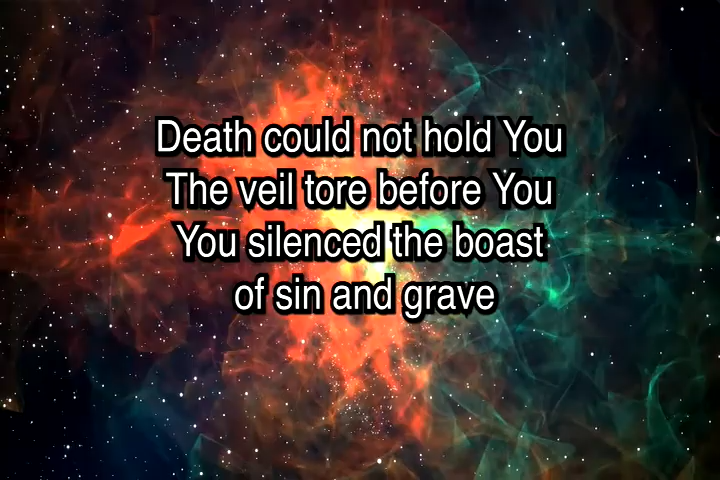 Death could not hold You
The veil tore before You
You silenced the boast
of sin and grave